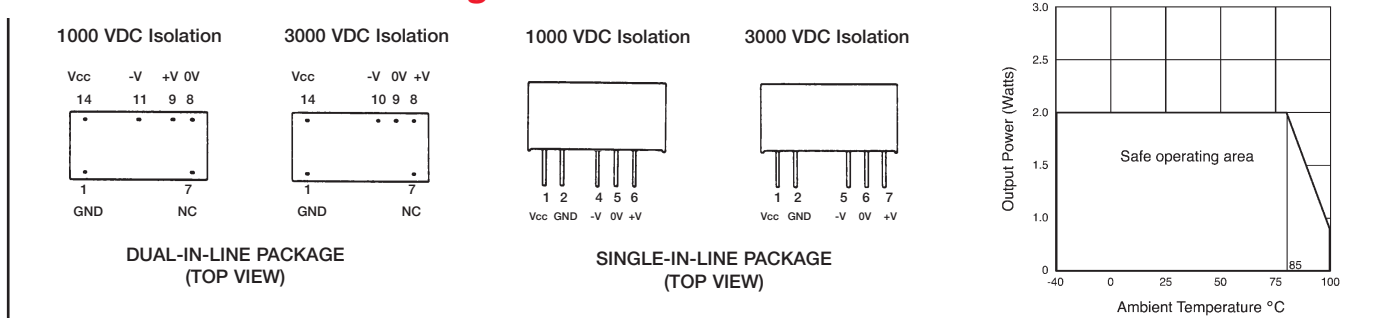 1000 VDC Isolation
Vcc -V +V 0V
14 11 9 8
1 7
GND NC
3000 VDC Isolation
Vcc -V 0V +V
14 10 9 8
1 7
GND NC
DUAL-IN-LINE PACKAGE
(TOP VIEW)
1000 VDC Isolation
1 2 4 5 6
Vcc GND -V 0V +V
3000 VDC Isolation
1 2 5 6 7
Vcc GND -V 0V +V
SINGLE-IN-LINE PACKAGE
(TOP VIEW)
Output Power (Watts)
3.0
2.5
2.0
1.5
1.0
0
Safe operating area
85
-40 0 25 50 75 100
Ambient Temperature °C